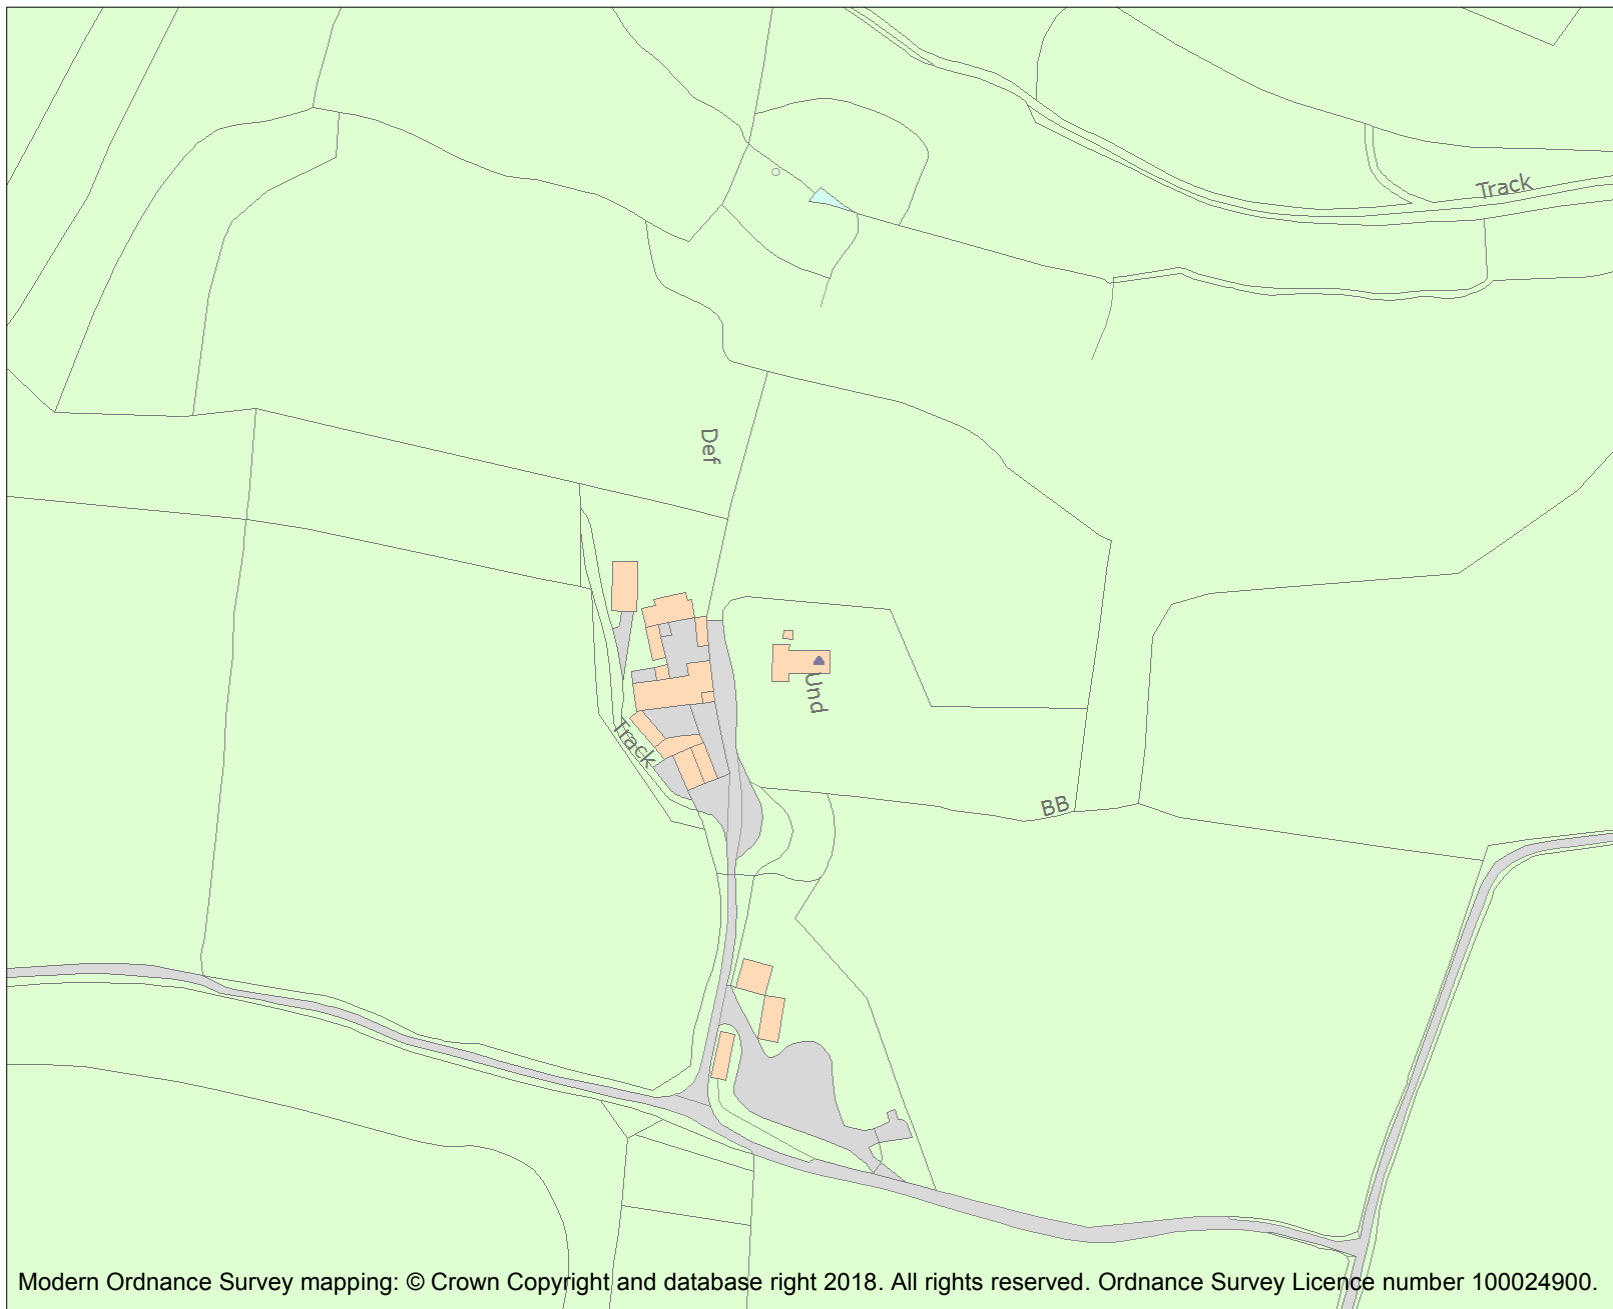 Track
Def
Und
Track
BB
Modern Ordnance Survey mapping: © Crown Copyright and database right 2018. All rights reserved. Ordnance Survey Licence number 100024900.